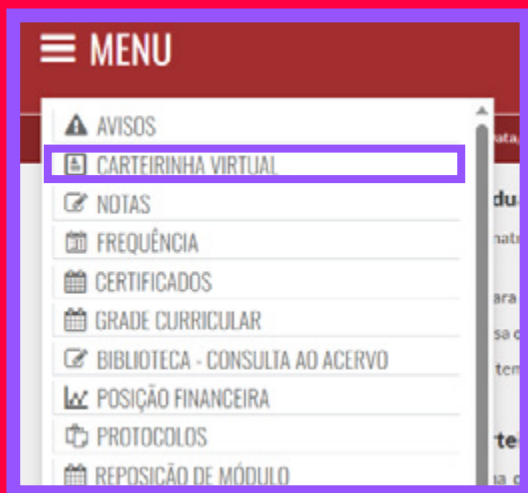 MENU
AVISOS
CARTEIRINHA VIRTUAL
NOTAS
FREQUÊNCIA
CERTIFICADOS
GRADE CURRICULAR
BIBLIOTECA - CONSULTA AO ACERVO
POSIÇÃO FINANCEIRA
PROTOCOLOS
REPOSIÇÃO DE MÓDULO